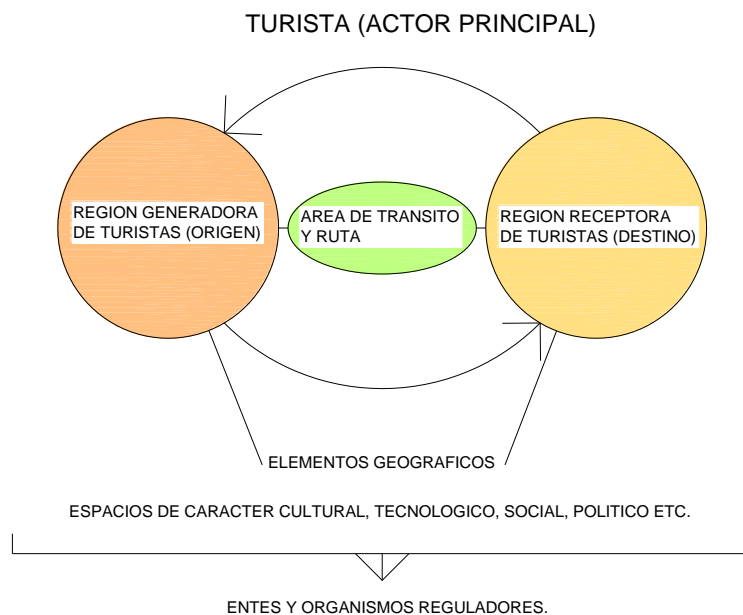 TURISTA (ACTOR PRINCIPAL)
REGION GENERADORA
DE TURISTAS (ORIGEN)
AREA DE TRANSITO
Y RUTA
REGION RECEPTORA
DE TURISTAS (DESTINO)
ELEMENTOS GEOGRAFICOS
ESPACIOS DE CARACTER CULTURAL, TECNOLOGICO, SOCIAL, POLITICO ETC.
ENTES Y ORGANISMOS REGULADORES.